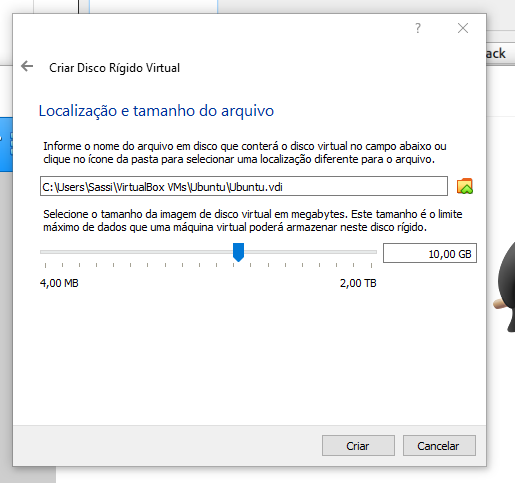 ?
ack
Criar Disco Rígido Virtual
Localização e tamanho do arquivo
Informe o nome do arquivo em disco que conterá o disco virtual no campo abaixo ou
clique no ícone da pasta para selecionar uma localização diferente para o arquivo.
C:\Users\Sassi\VirtualBox VMs\Ubuntu\Ubuntu.vdi
Selecione o tamanho da imagem de disco virtual em megabytes. Este tamanho é o limite
máximo de dados que uma máquina virtual poderá armazenar neste disco rígido.
10,00 GB
4,00 MB
2,00 TB
Criar
Cancelar